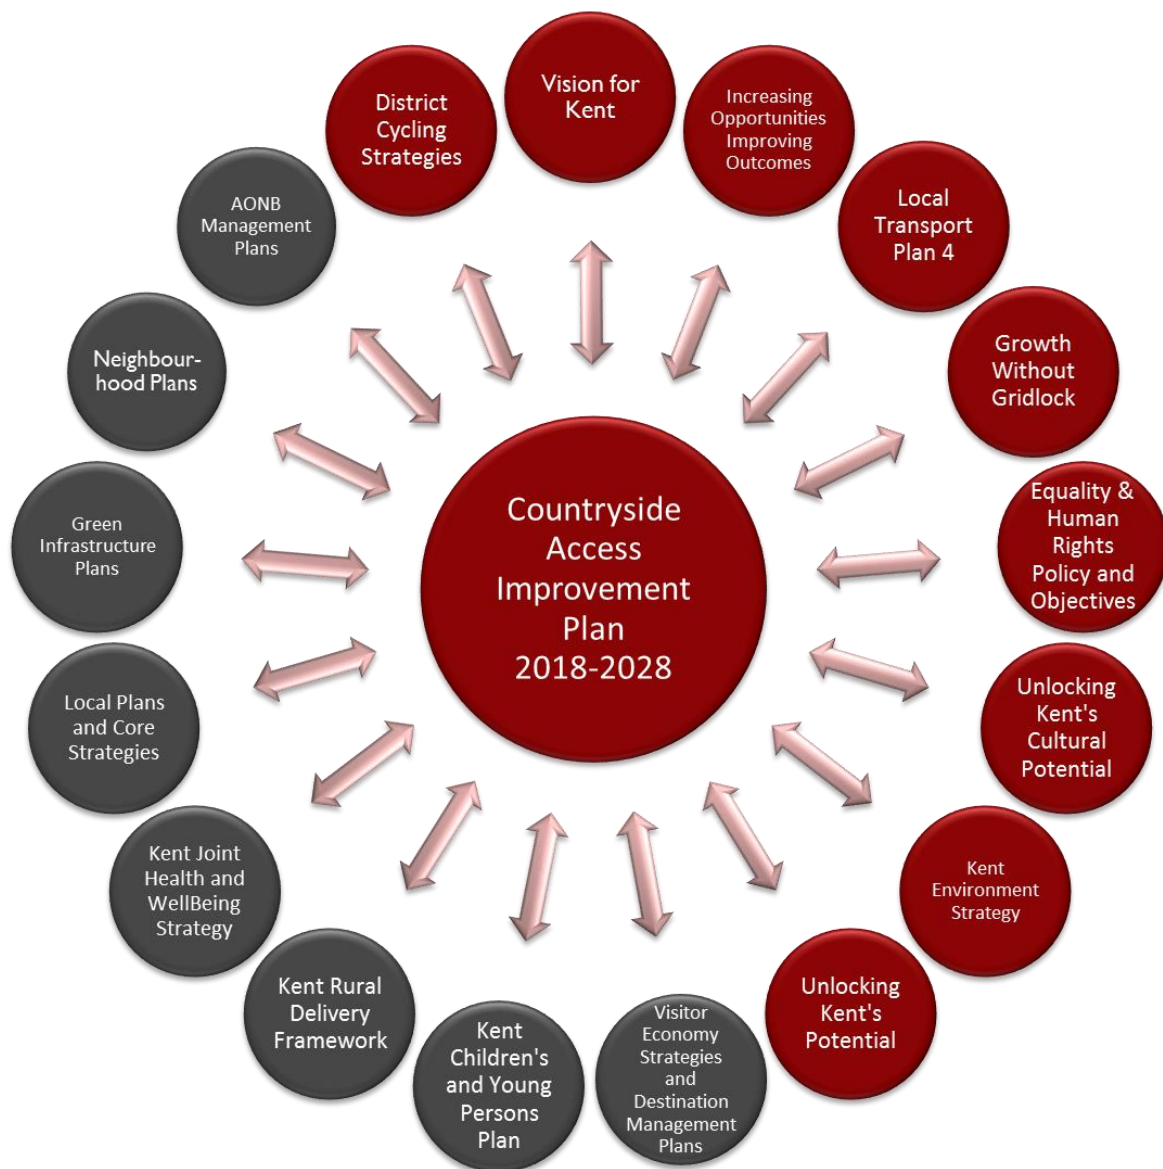 Vision for
Kent
Increasing
Opportunities
Improving
Outcomes
Local
Transport
Plan 4
Growth
Without
Gridlock
Equality &
Human
Rights
Policy and
Objectives
Unlocking
Kent's
Cultural
Potential
Kent
Environment
Strategy
Unlocking
Kent's
Potential
Visitor
Economy
Strategies
and
Destination
Management
Plans
Kent
Children's
and Young
Persons
Plan
Kent Rural
Delivery
Framework
Kent Joint
Health and
WellBeing
Strategy
Local Plans
and Core
Strategies
Green
Infrastructure
Plans
Neighbour-
hood Plans
AONB
Management
Plans
District
Cycling
Strategies
Countryside
Access
Improvement
Plan
2018-2028